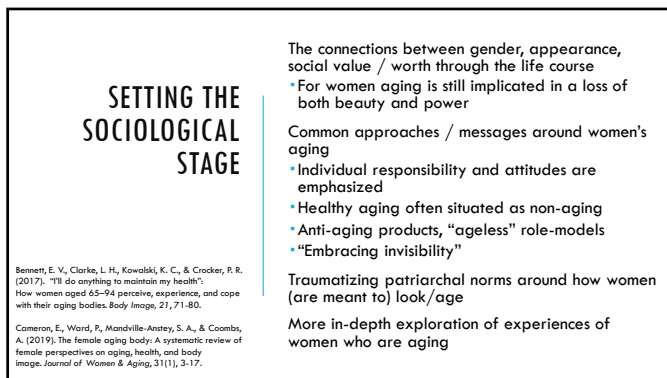 SETTING THE
SOCIOLOGICAL
STAGE
Bennett, E. V., Clarke, L. H., Kowalski, K. C., & Crocker, P. R.
(2017). "I'll do anything to maintain my health":
How women aged 65–94 perceive, experience, and cope
with their aging bodies. Body Image, 21, 71-80.
Cameron, E., Ward, P., Mandville-Anstey, S. A., & Coombs,
A. (2019). The female aging body: A systematic review of
female perspectives on aging, health, and body
image. Journal of Women & Aging, 31(1), 3-17.
The connections between gender, appearance,
social value / worth through the life course
▪For women aging is still implicated in a loss of
both beauty and power
Common approaches / messages around women's
aging
▪Individual responsibility and attitudes are
emphasized
▪Healthy aging often situated as non-aging
▪Anti-aging products, "ageless" role-models
▪"Embracing invisibility"
Traumatizing patriarchal norms around how women
(are meant to) look/age
More in-depth exploration of experiences of
women who are aging